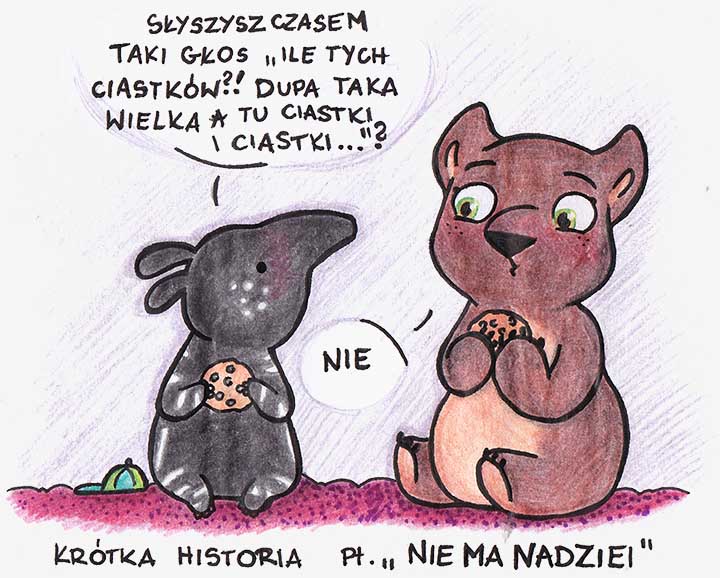 SŁYSZYSZ CZASEM
TAKI GŁOS „ILE TYCH
CIASTKÓW?! DUPA TAKA
WIELKA A TU CIASTKI
I CIASTKI..."?
NIE
KRÓTKA HISTORIA pt. „NIE MA NADZIEI"